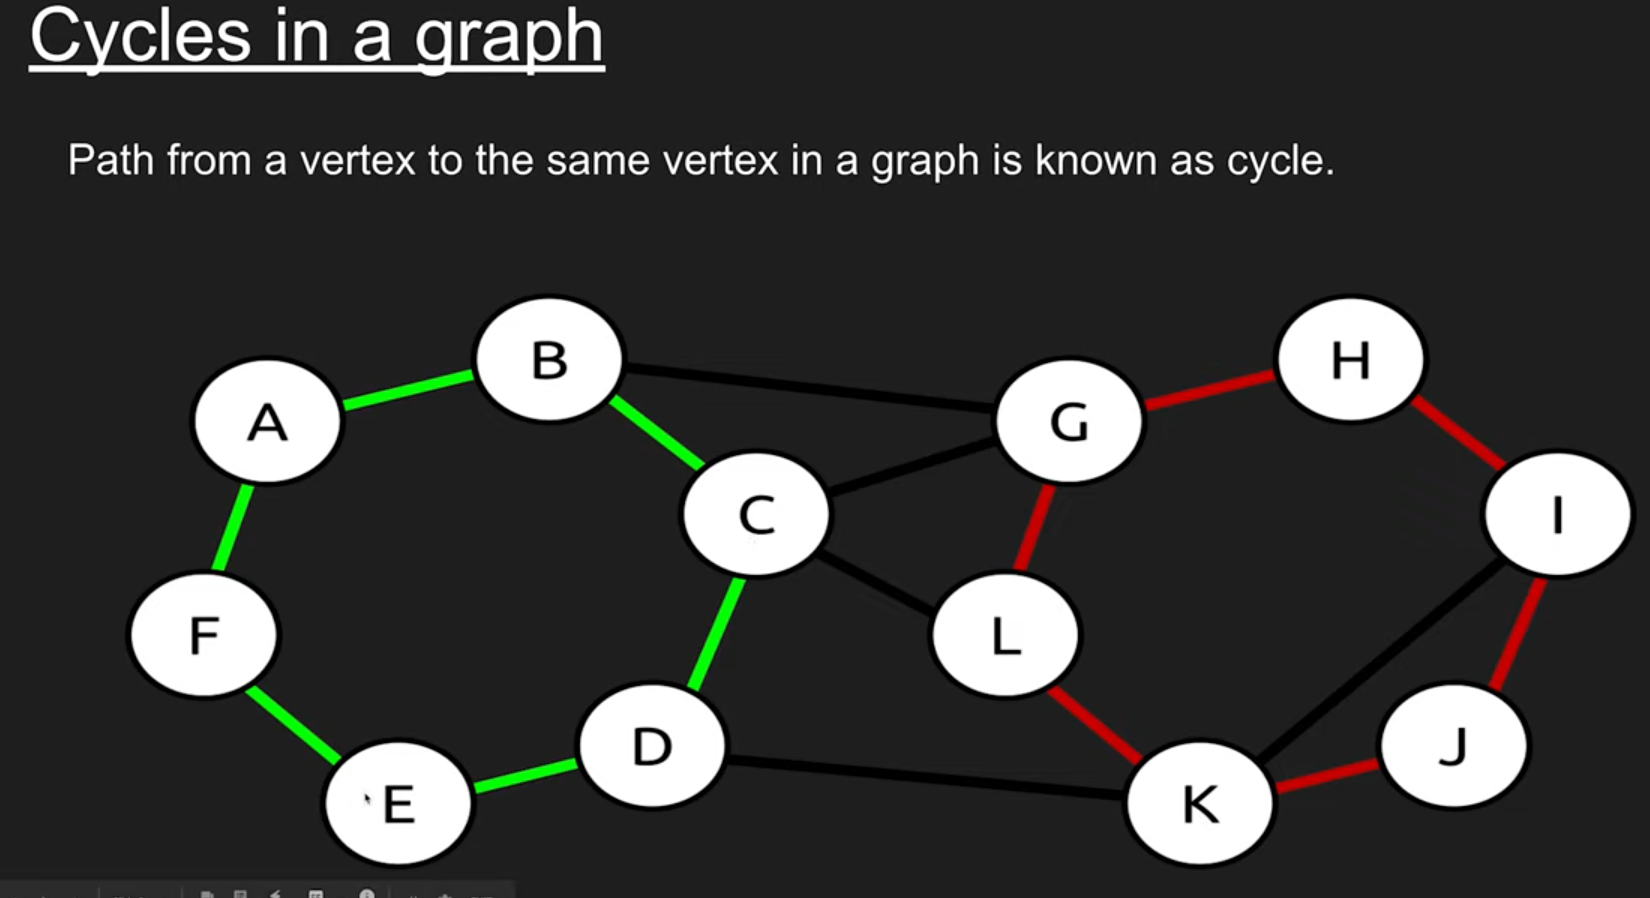 Cycles in a graph
Path from a vertex to the same vertex in a graph is known as cycle.
B
H
A
G
C
I
F
L
D
J
E
K